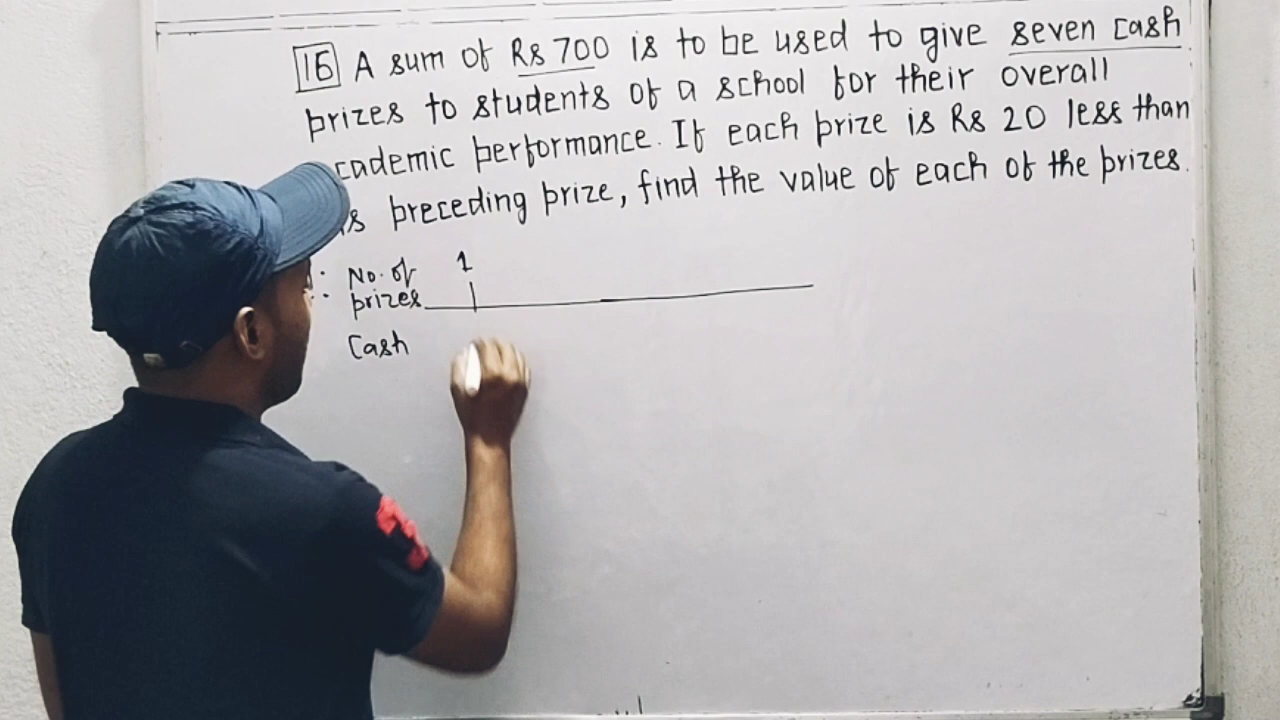 16 A sum of Rs 700 is to be used to give seven cash
prizes to students of a school for their overall
cademic performance. If each prize is Rs 20 less than
s preceding prize, find the value of each of the prizes.
No. of 1
prizes
Cash